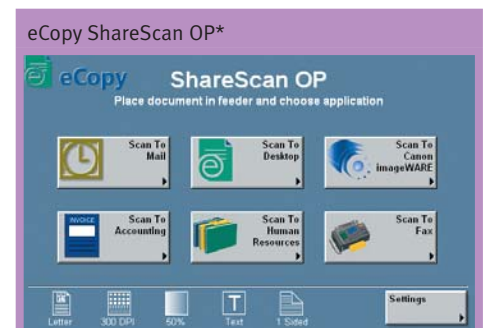 eCopy ShareScan OP*
eCopy
ShareScan OP
Place document in feeder and choose application
Scan To
Mail
Scan To
Desktop
Scan To
Canon
imageWARE
INVOICE
Scan To
Accounting
Scan To
Human
Resources
Scan To
Fax
Letter
300 DPI
50%
Text
1 Sided
Settings